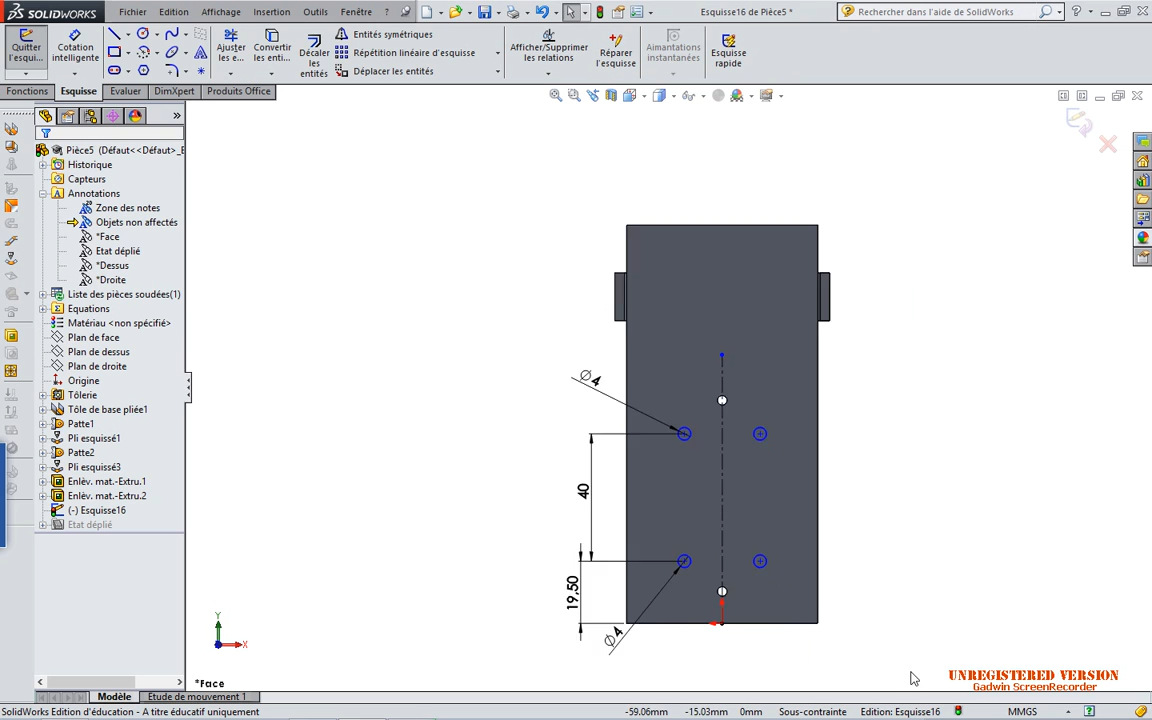 SOLIDWORKS
Fichier Edition Affichage Insertion Outils Fenêtre ? Esquisse16 de Pièce5 * Rechercher dans l'aide de SolidWorks
Quitter l'esqui... Cotation intelligente Ajuster les e... Convertir les enti... Décaler les entités Entités symétriques Afficher/Supprimer les relations Réparer l'esquisse Aimantations instantanées Esquisse rapide
Répétition linéaire d'esquisse
Déplacer les entités
Fonctions Esquisse Evaluer DimXpert Produits Office
Pièce5 (Défaut<<Défaut>_E
Historique
Capteurs
Annotations
Zone des notes
Objets non affectés
*Face
Etat déplié
*Dessus
*Droite
Liste des pièces soudées(1)
Equations
Matériau <non spécifié>
Plan de face
Plan de dessus
Plan de droite
Origine
Tôlerie
Tôle de base pliée1
Patte1
Pli esquissé1
Patte2
Pli esquissé3
Enlèv. mat.-Extru.1
Enlèv. mat.-Extru.2
(-) Esquisse16
Etat déplié
Ø4
40
19,50
Ø4
Y
X
*Face
UNREGISTERED VERSION
Gadwin ScreenRecorder
Modèle Etude de mouvement 1
SolidWorks Edition d'éducation - A titre éducatif uniquement -59.06mm -15.03mm 0mm Sous-contrainte Edition: Esquisse16 MMGS